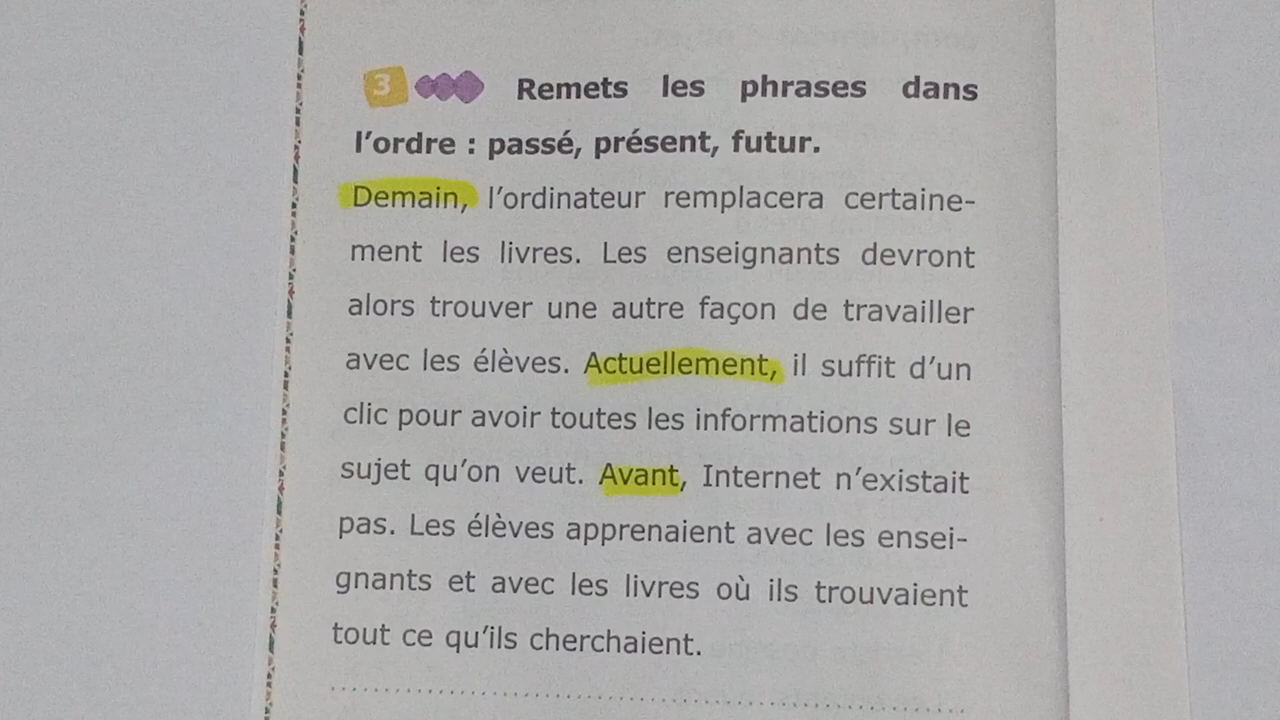 3 Remets les phrases dans
l'ordre : passé, présent, futur.
Demain, l'ordinateur remplacera certaine-
ment les livres. Les enseignants devront
alors trouver une autre façon de travailler
avec les élèves. Actuellement, il suffit d'un
clic pour avoir toutes les informations sur le
sujet qu'on veut. Avant, Internet n'existait
pas. Les élèves apprenaient avec les ensei-
gnants et avec les livres où ils trouvaient
tout ce qu'ils cherchaient.